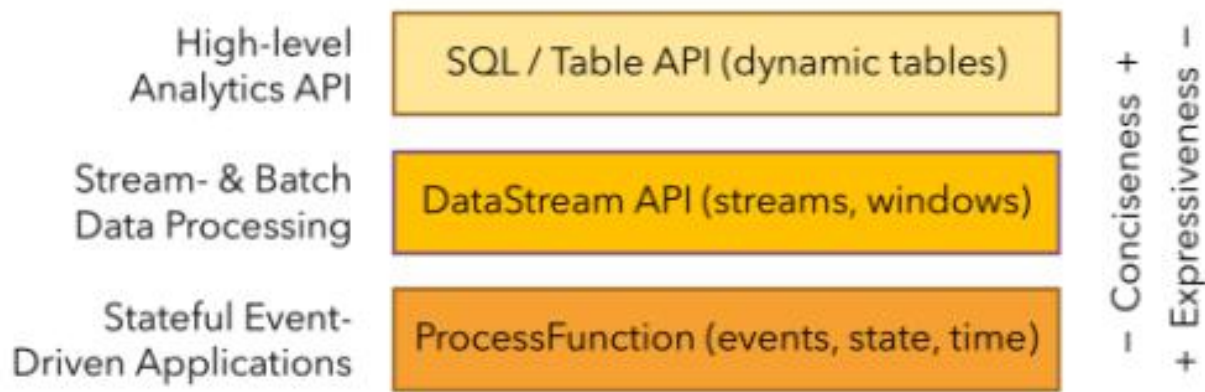 High-level
Analytics API
SQL / Table API (dynamic tables)
Stream- & Batch
Data Processing
DataStream API (streams, windows)
Stateful Event-
Driven Applications
ProcessFunction (events, state, time)
– Conciseness +
+ Expressiveness –